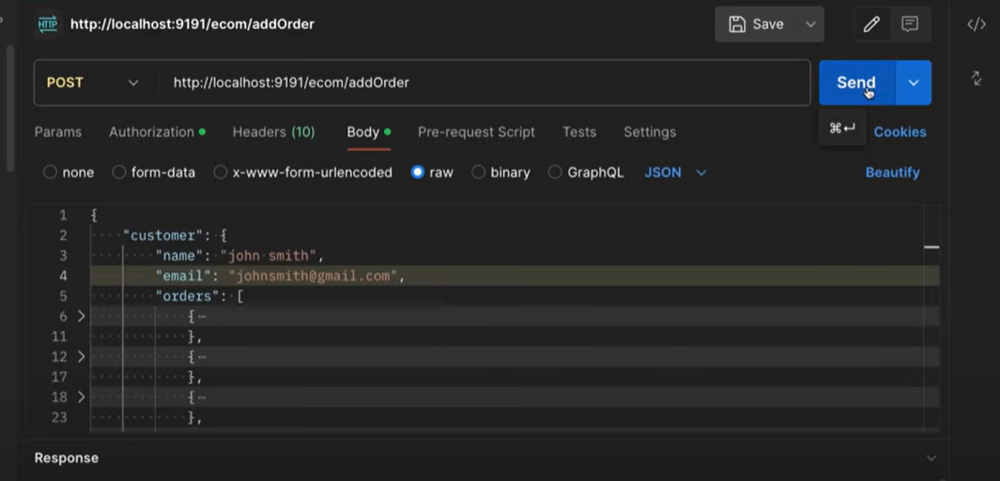 HTTP http://localhost:9191/ecom/addOrder Save
POST http://localhost:9191/ecom/addOrder Send
⌘↵
Params Authorization Headers (10) Body Pre-request Script Tests Settings Cookies
none form-data x-www-form-urlencoded raw binary GraphQL JSON Beautify
1 {
2 "customer": {
3 "name": "john smith",
4 "email": "johnsmith@gmail.com",
5 "orders": [
6 {…
11 },
12 {…
17 },
18 {…
23 },
Response